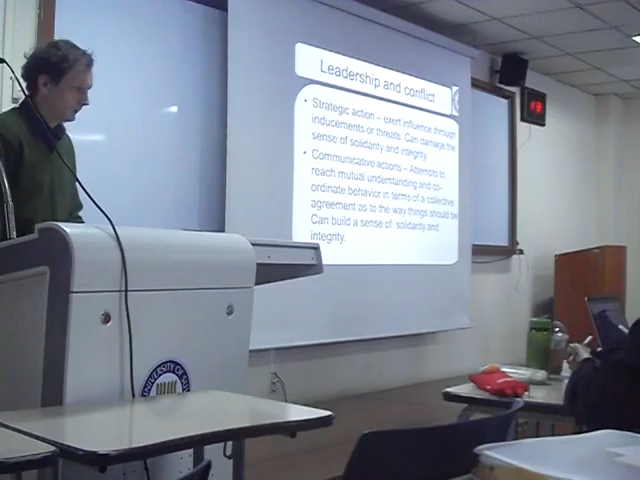 Leadership and conflict
• Strategic action – exert influence through
inducements or threats. Can damage the
sense of solidarity and integrity.
• Communicative actions – Attempts to
reach mutual understanding and co-
ordinate behavior in terms of a collective
agreement as to the way things should be
Can build a sense of solidarity and
integrity.
UNIVERSITY OF